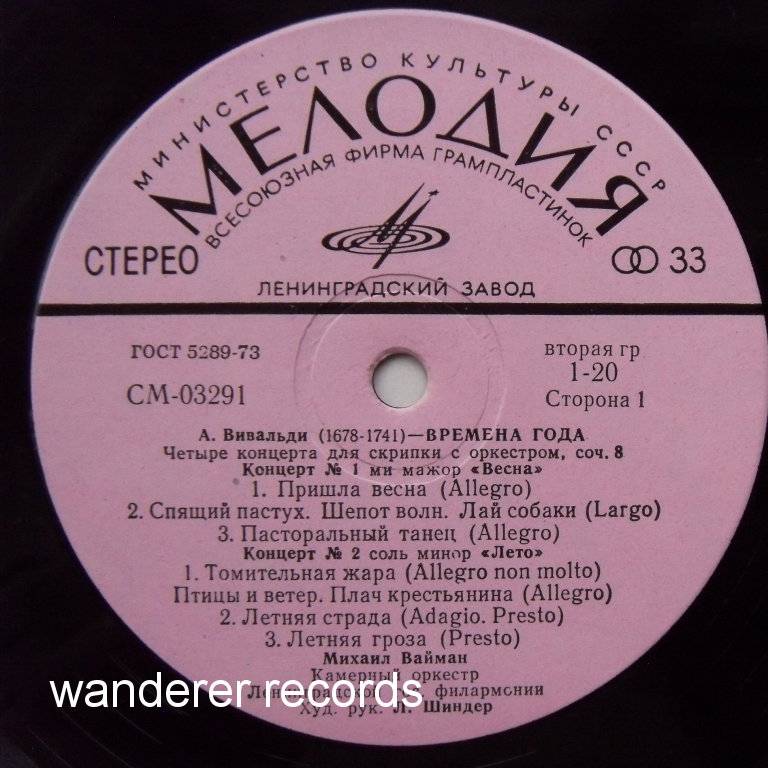 МИНИСТЕРСТВО КУЛЬТУРЫ СССР
МЕЛОДИЯ
ВСЕСОЮЗНАЯ ФИРМА ГРАМПЛАСТИНОК
СТЕРЕО
33
ЛЕНИНГРАДСКИЙ ЗАВОД
ГОСТ 5289-73
вторая гр
СМ-03291
1-20
Сторона 1
А. Вивальди (1678-1741)—ВРЕМЕНА ГОДА
Четыре концерта для скрипки с оркестром, соч. 8
Концерт № 1 ми мажор «Весна»
1. Пришла весна (Allegro)
2. Спящий пастух. Шепот волн. Лай собаки (Largo)
3. Пасторальный танец (Allegro)
Концерт № 2 соль минор «Лето»
1. Томительная жара (Allegro non molto)
Птицы и ветер. Плач крестьянина (Allegro)
2. Летняя страда (Adagio. Presto)
3. Летняя гроза (Presto)
Михаил Вайман
Камерный оркестр
Ленинградской гос. филармонии
Худ. рук. Л. Шиндер
wanderer records